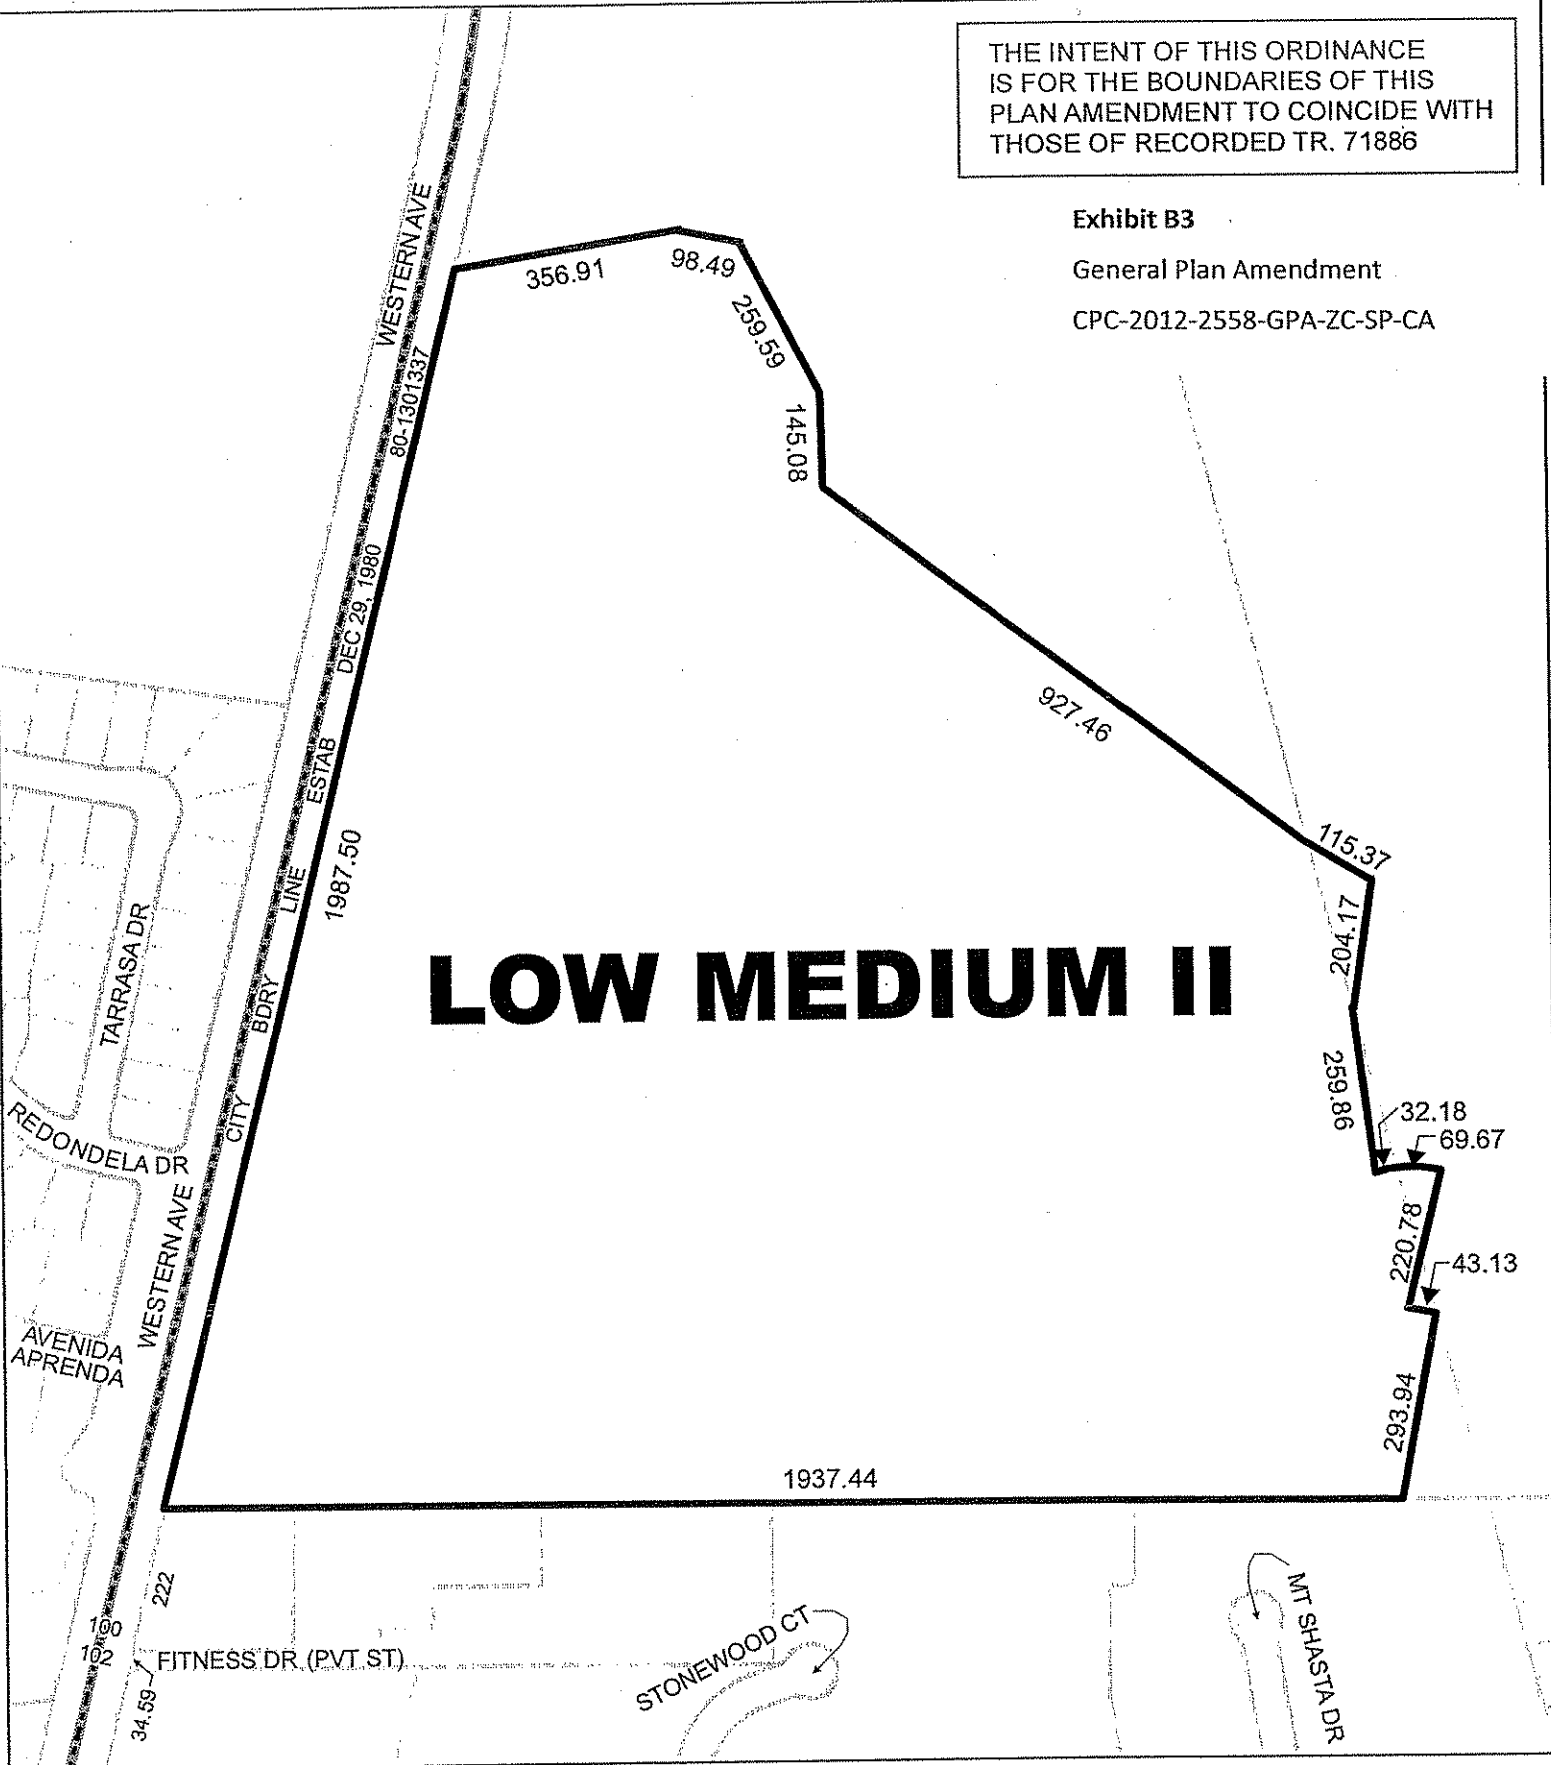 THE INTENT OF THIS ORDINANCE
IS FOR THE BOUNDARIES OF THIS
PLAN AMENDMENT TO COINCIDE WITH
THOSE OF RECORDED TR. 71886
Exhibit B3
General Plan Amendment
CPC-2012-2558-GPA-ZC-SP-CA
WESTERN AVE
80-1301337
356.91
98.49
259.59
145.08
DEC 29, 1980
ESTAB
LINE
BDRY
CITY
1987.50
927.46
115.37
204.17
LOW MEDIUM II
259.86
32.18
69.67
220.78
43.13
293.94
1937.44
TARRASA DR
REDONDELA DR
WESTERN AVE
AVENIDA
APRENDA
222
100
102
FITNESS DR (PVT ST)
34.59
STONEWOOD CT
MT SHASTA DR